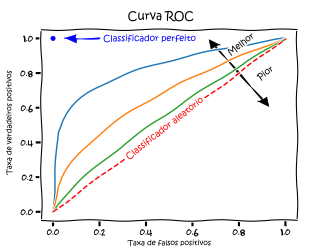 Curva ROC
Classificador perfeito
Melhor
Pior
Classificador aleatório
Taxa de verdadeiros positivos
1.0
0.8
0.6
0.4
0.2
0.0
0.0
0.2
0.4
0.6
0.8
1.0
Taxa de falsos positivos